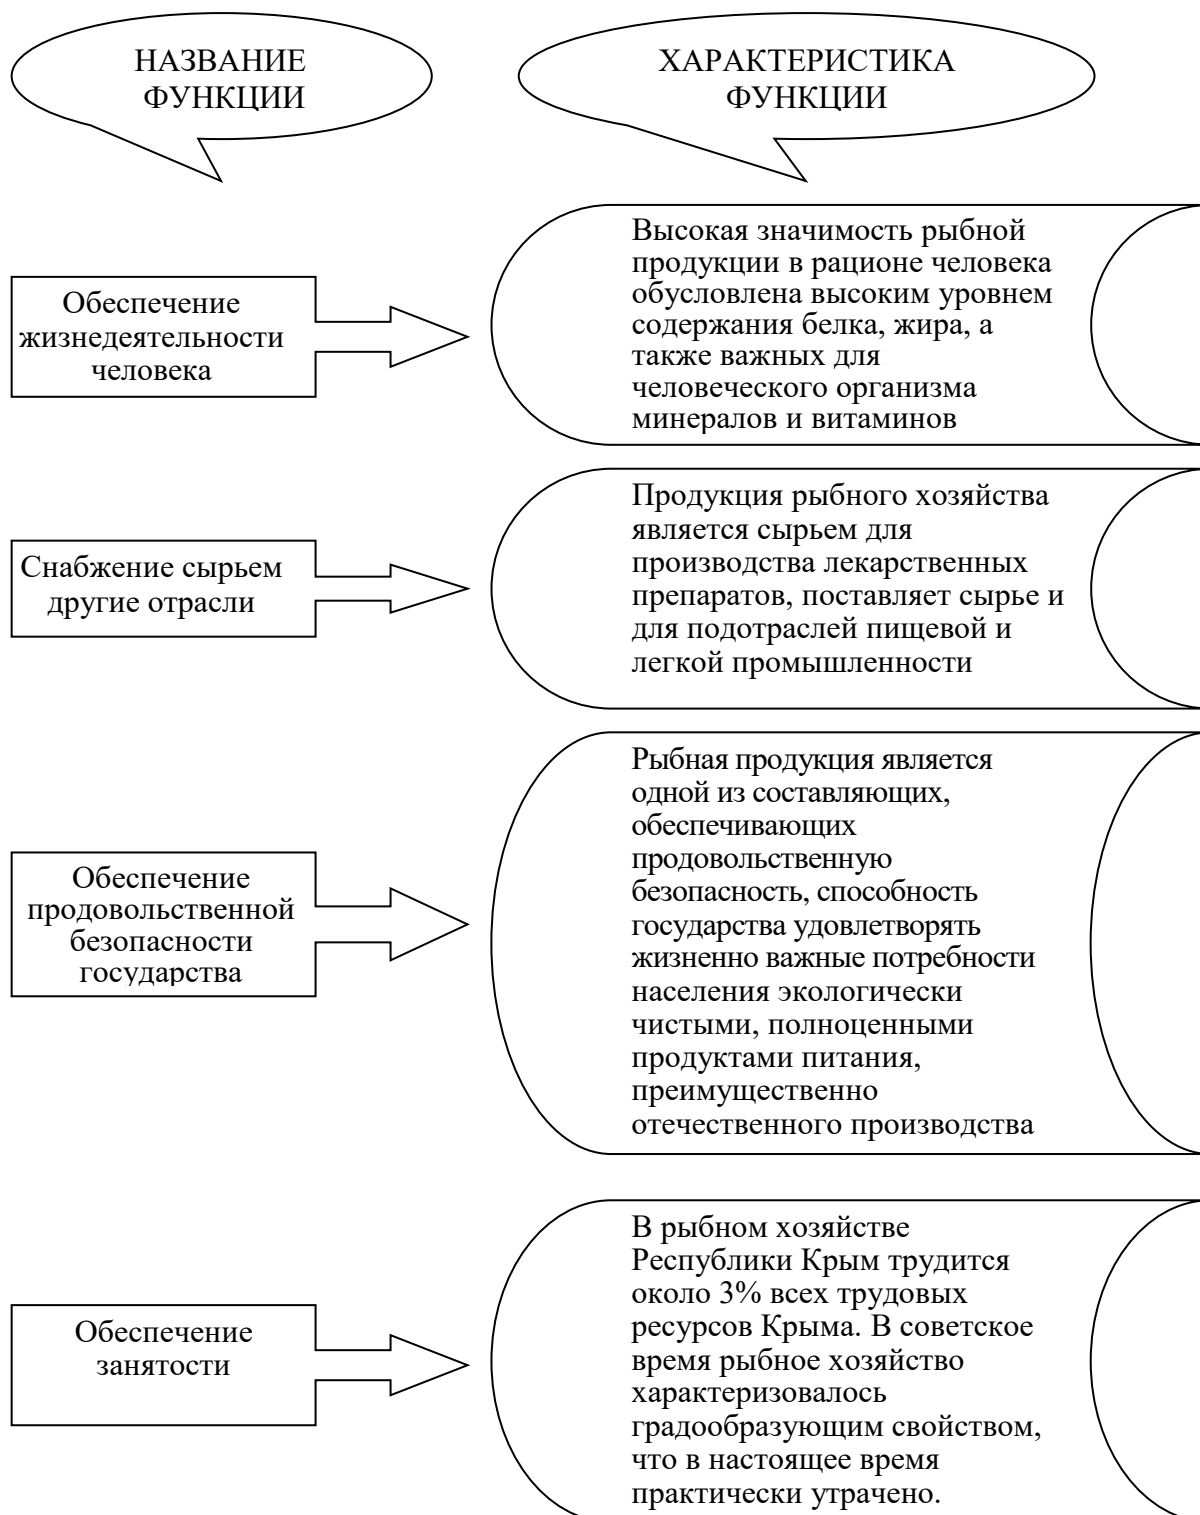 НАЗВАНИЕ
ФУНКЦИИ
ХАРАКТЕРИСТИКА
ФУНКЦИИ
Обеспечение
жизнедеятельности
человека
Высокая значимость рыбной
продукции в рационе человека
обусловлена высоким уровнем
содержания белка, жира, а
также важных для
человеческого организма
минералов и витаминов
Снабжение сырьем
другие отрасли
Продукция рыбного хозяйства
является сырьем для
производства лекарственных
препаратов, поставляет сырье и
для подотраслей пищевой и
легкой промышленности
Обеспечение
продовольственной
безопасности
государства
Рыбная продукция является
одной из составляющих,
обеспечивающих
продовольственную
безопасность, способность
государства удовлетворять
жизненно важные потребности
населения экологически
чистыми, полноценными
продуктами питания,
преимущественно
отечественного производства
Обеспечение
занятости
В рыбном хозяйстве
Республики Крым трудится
около 3% всех трудовых
ресурсов Крыма. В советское
время рыбное хозяйство
характеризовалось
градообразующим свойством,
что в настоящее время
практически утрачено.